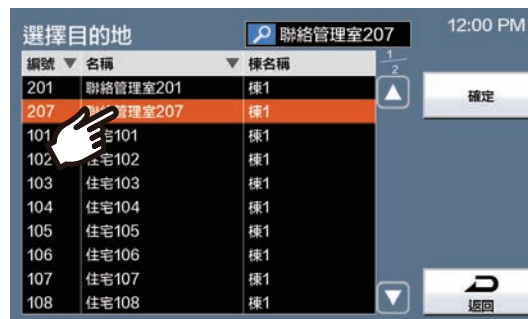 選擇目的地 聯絡管理室207 12:00 PM
編號 ▼ 名稱 ▼ 棟名稱 1/2
201 聯絡管理室201 棟1
207 管理室207 棟1
101 住宅101 棟1
102 住宅102 棟1
103 住宅103 棟1
104 住宅104 棟1
105 住宅105 棟1
106 住宅106 棟1
107 住宅107 棟1
108 住宅108 棟1
確定
返回